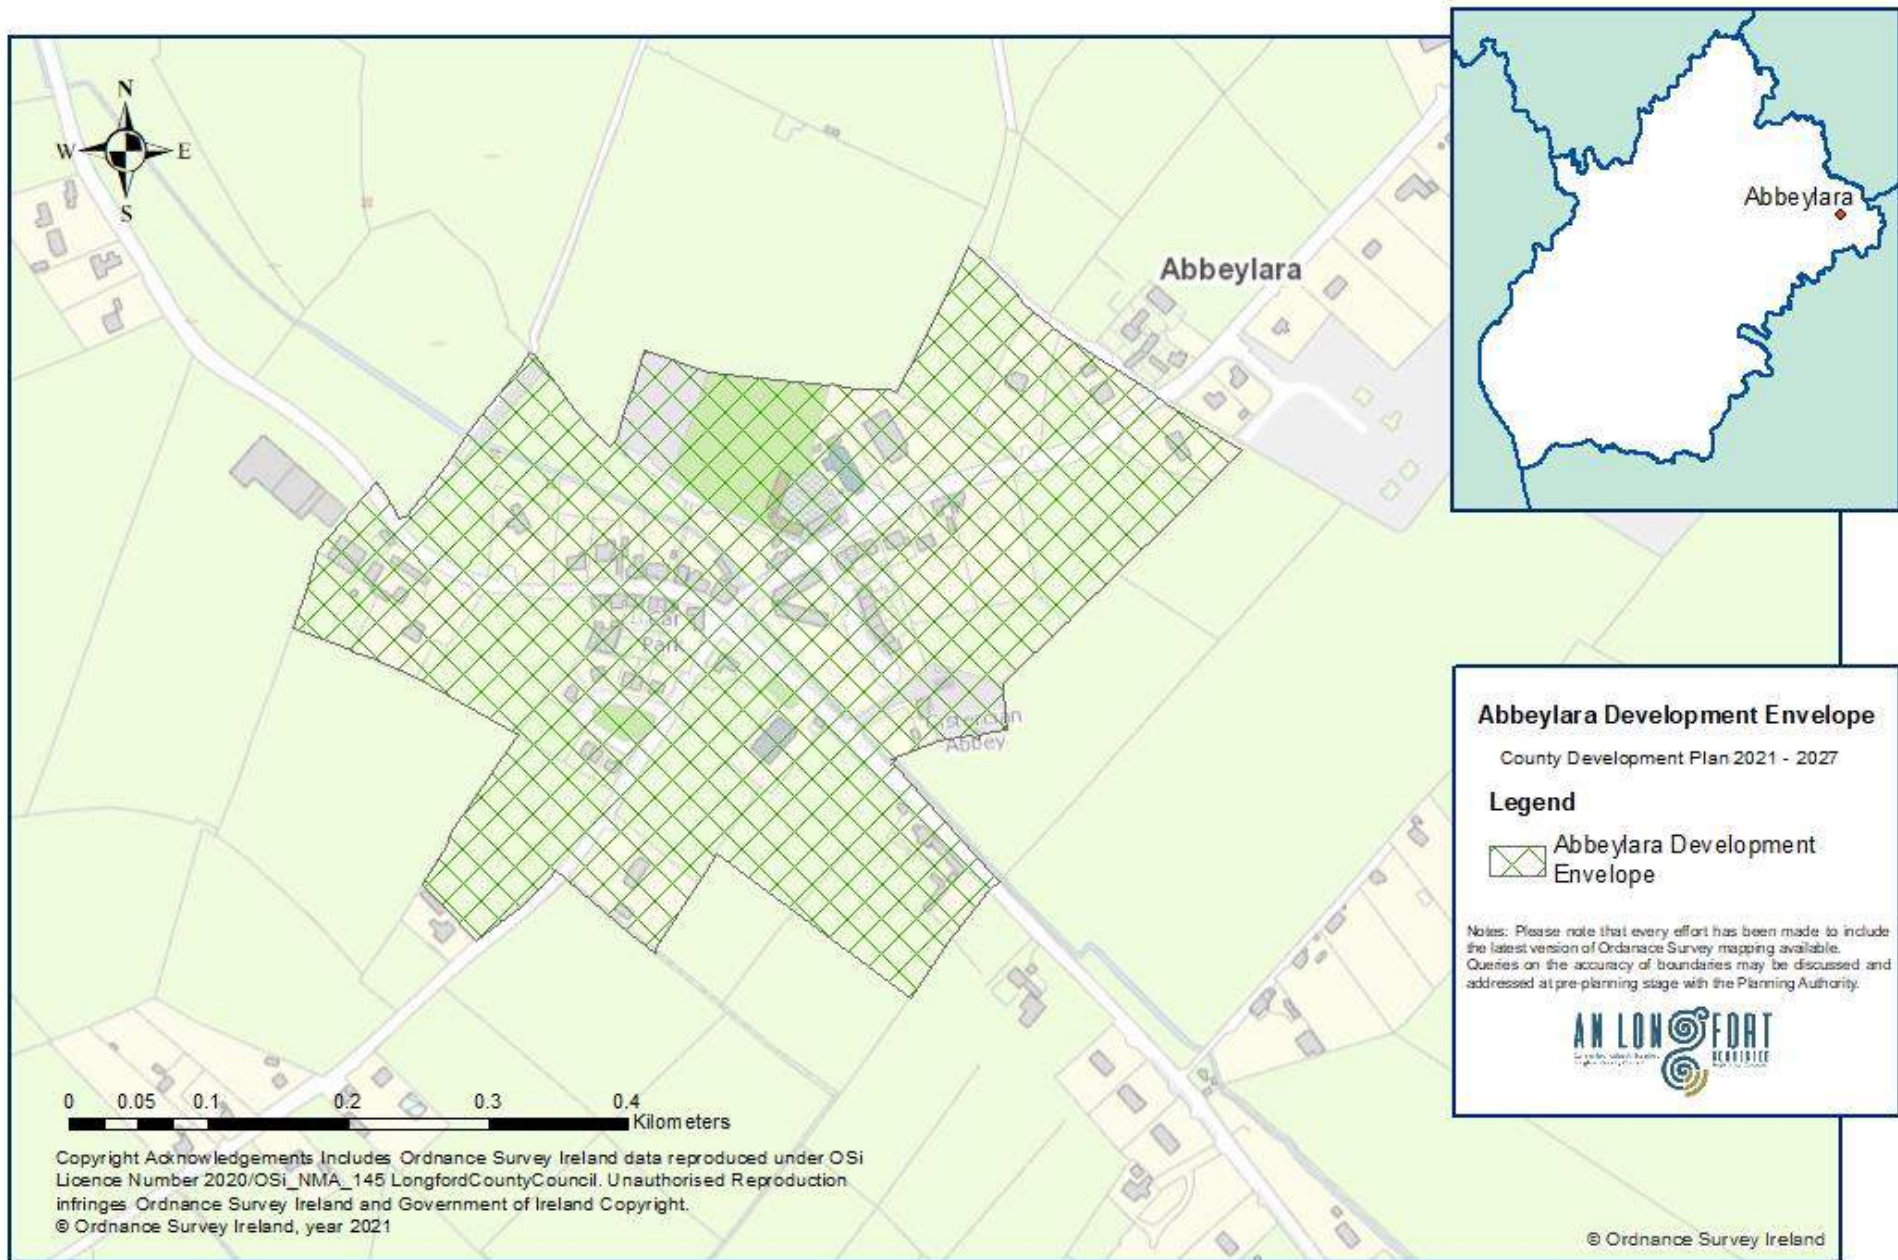 N
W E
S
Abbeylara
Abbeylara
Car
Park
Cistercian
Abbey
Abbeylara Development Envelope
County Development Plan 2021 - 2027
Legend
Abbeylara Development
Envelope
Notes: Please note that every effort has been made to include
the latest version of Ordanace Survey mapping available.
Queries on the accuracy of boundaries may be discussed and
addressed at pre-planning stage with the Planning Authority.
AN LONGFORT
0 0.05 0.1 0.2 0.3 0.4
Kilometers
Copyright Acknowledgements Includes Ordnance Survey Ireland data reproduced under OSi
Licence Number 2020/OSi_NMA_145 LongfordCountyCouncil. Unauthorised Reproduction
infringes Ordnance Survey Ireland and Government of Ireland Copyright.
© Ordnance Survey Ireland, year 2021
© Ordnance Survey Ireland